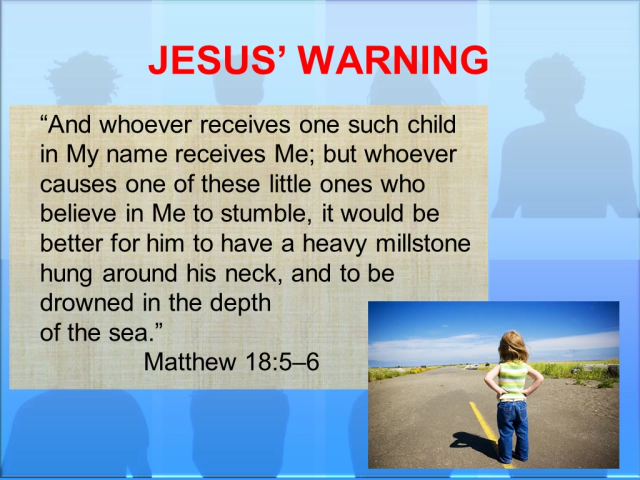 JESUS’ WARNING
“And whoever receives one such child
in My name receives Me; but whoever
causes one of these little ones who
believe in Me to stumble, it would be
better for him to have a heavy millstone
hung around his neck, and to be
drowned in the depth
of the sea.”
Matthew 18:5–6